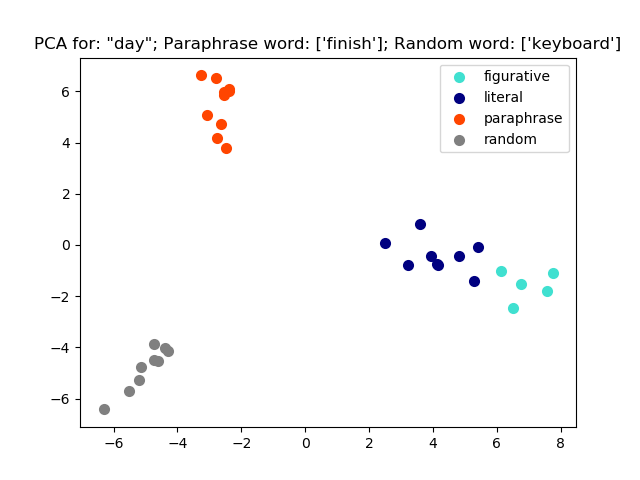 PCA for: "day"; Paraphrase word: ['finish']; Random word: ['keyboard']
figurative
literal
paraphrase
random
6
4
2
0
−2
−4
−6
−6 −4 −2 0 2 4 6 8